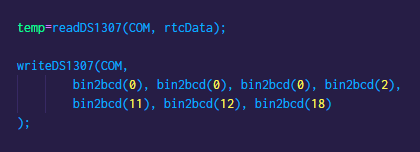 temp=readDS1307(COM, rtcData);
writeDS1307(COM,
bin2bcd(0), bin2bcd(0), bin2bcd(0), bin2bcd(2),
bin2bcd(11), bin2bcd(12), bin2bcd(18)
);